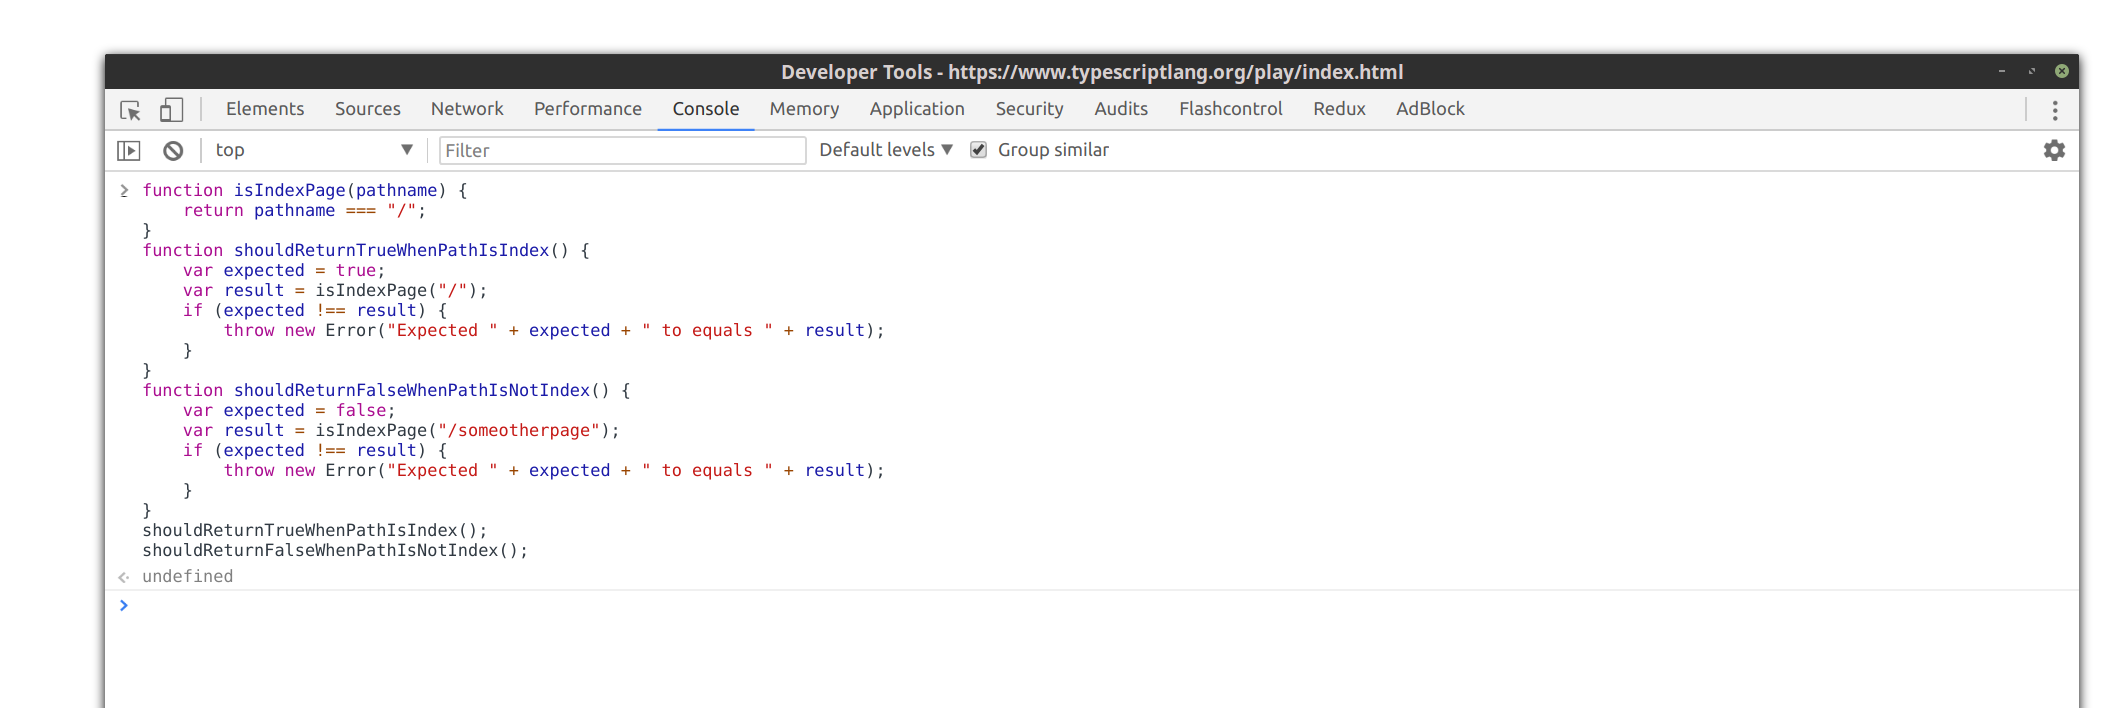 Developer Tools - https://www.typescriptlang.org/play/index.html
Elements Sources Network Performance Console Memory Application Security Audits Flashcontrol Redux AdBlock
top Filter Default levels Group similar
function isIndexPage(pathname) {
    return pathname === "/";
}
function shouldReturnTrueWhenPathIsIndex() {
    var expected = true;
    var result = isIndexPage("/");
    if (expected !== result) {
        throw new Error("Expected " + expected + " to equals " + result);
    }
}
function shouldReturnFalseWhenPathIsNotIndex() {
    var expected = false;
    var result = isIndexPage("/someotherpage");
    if (expected !== result) {
        throw new Error("Expected " + expected + " to equals " + result);
    }
}
shouldReturnTrueWhenPathIsIndex();
shouldReturnFalseWhenPathIsNotIndex();
undefined